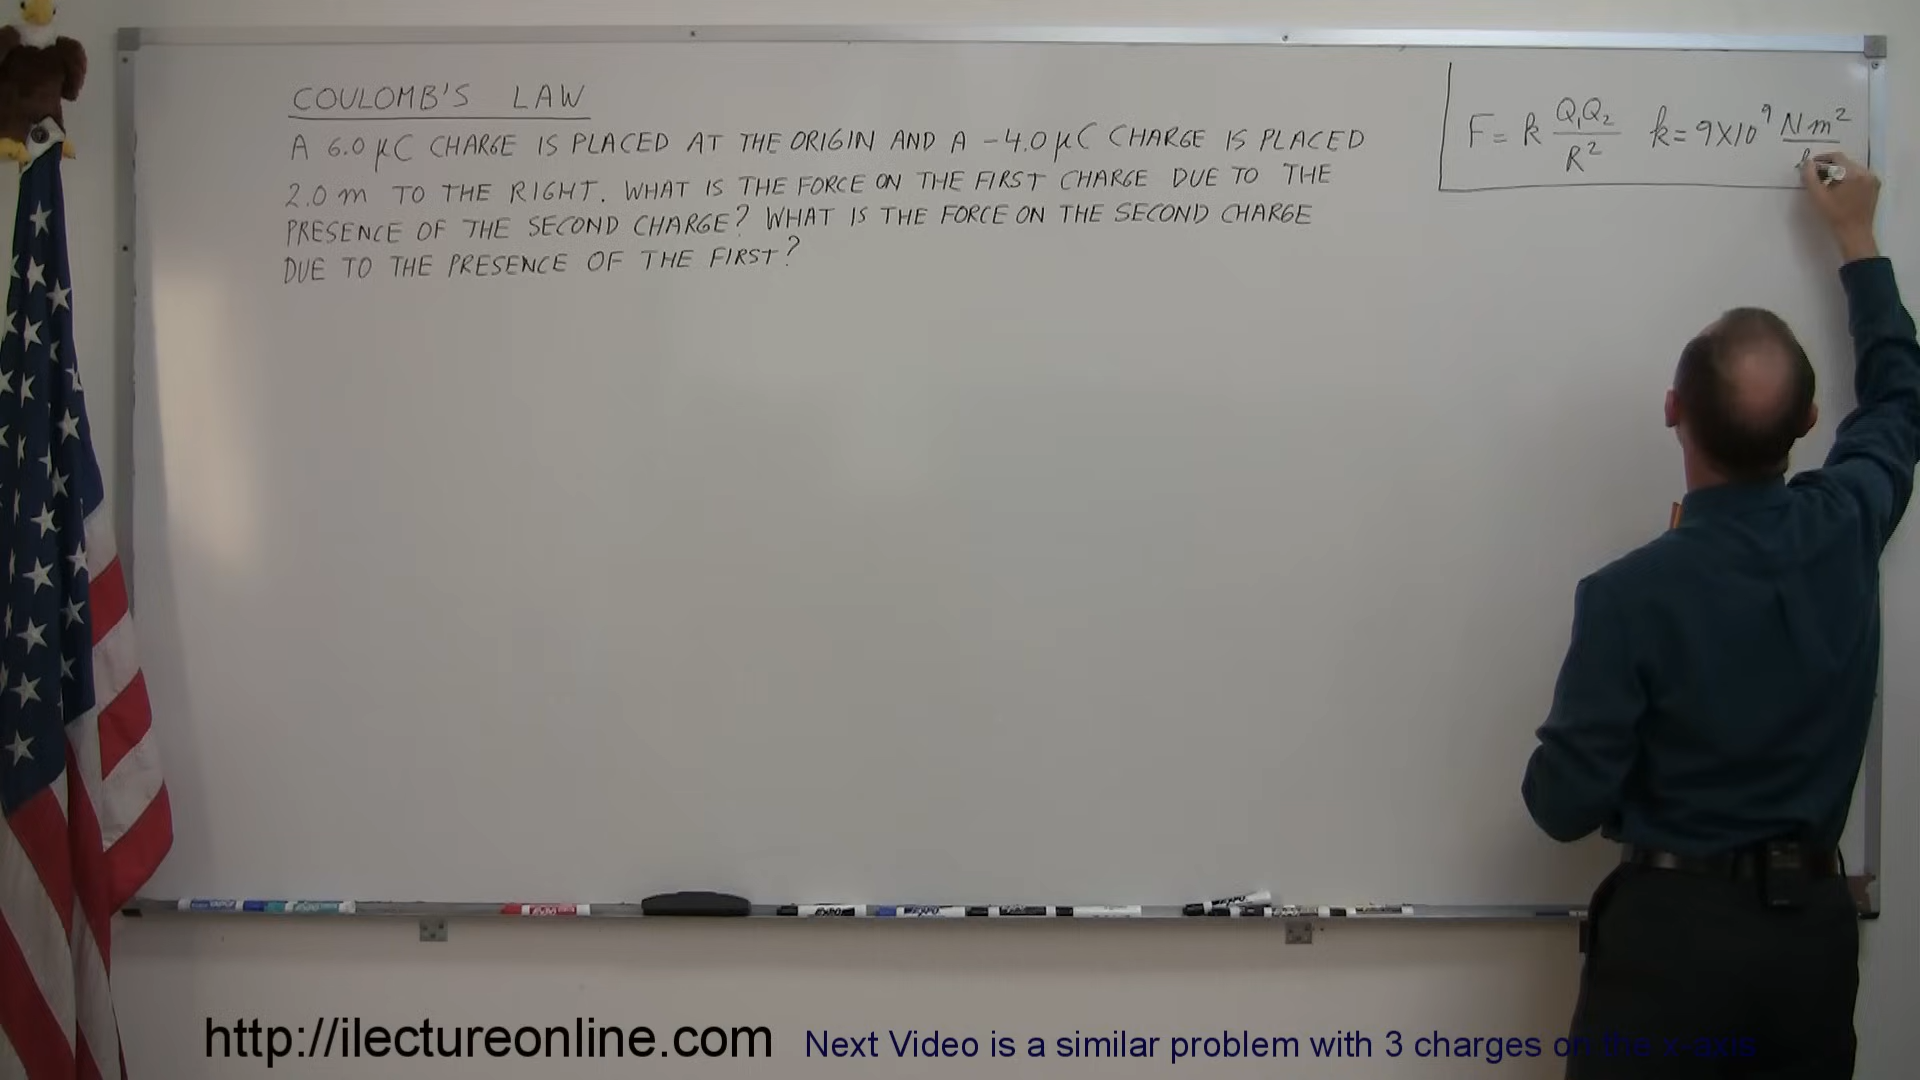 COULOMB'S LAW
A 6.0 μC CHARGE IS PLACED AT THE ORIGIN AND A -4.0 μC CHARGE IS PLACED
2.0 m TO THE RIGHT. WHAT IS THE FORCE ON THE FIRST CHARGE DUE TO THE
PRESENCE OF THE SECOND CHARGE? WHAT IS THE FORCE ON THE SECOND CHARGE
DUE TO THE PRESENCE OF THE FIRST?
F = k Q₁Q₂/R² k = 9×10⁹ Nm²
http://ilectureonline.com
Next Video is a similar problem with 3 charges on the x-axis